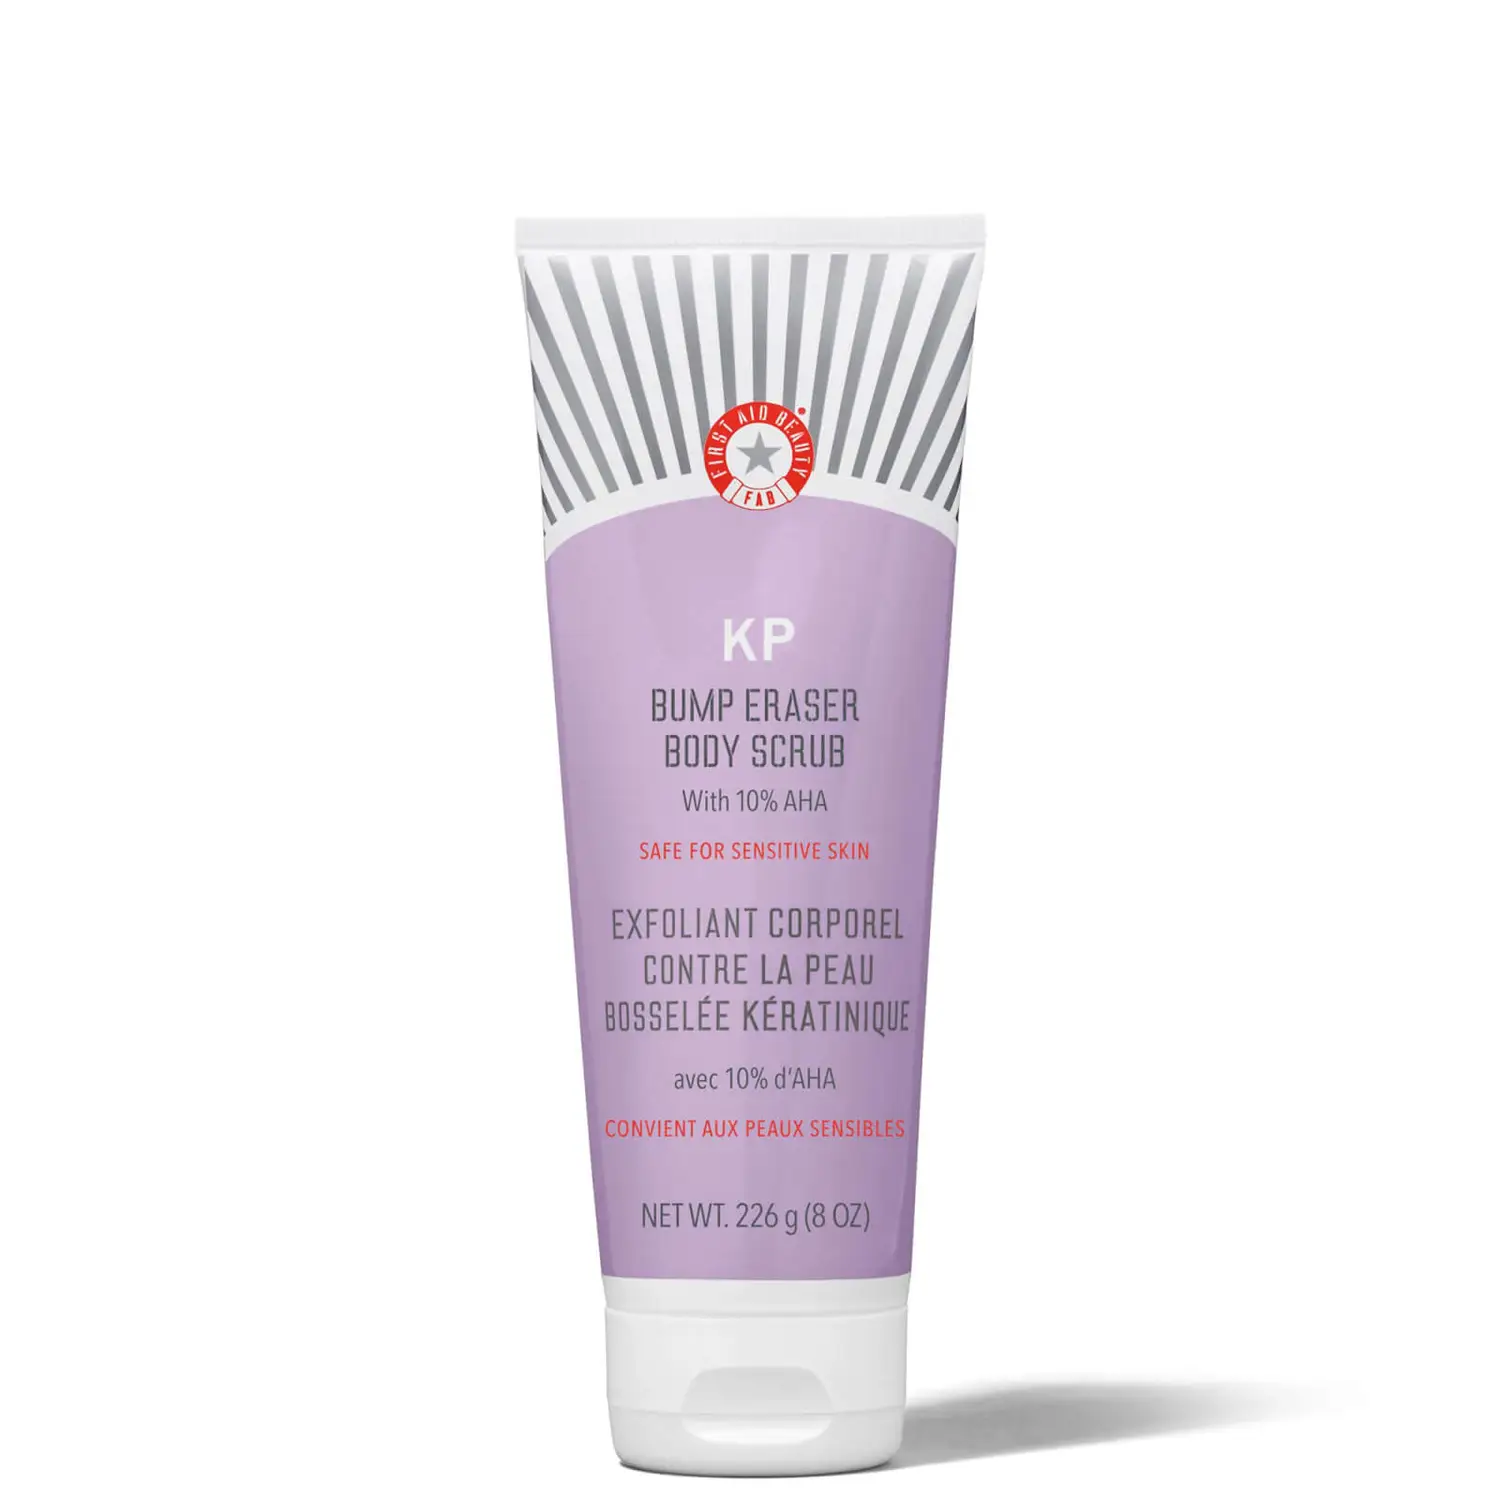 FIRST AID BEAUTY
FAB
KP
BUMP ERASER
BODY SCRUB
With 10% AHA
SAFE FOR SENSITIVE SKIN
EXFOLIANT CORPOREL
CONTRE LA PEAU
BOSSELÉE KÉRATINIQUE
avec 10% d'AHA
CONVIENT AUX PEAUX SENSIBLES
NET WT. 226 g (8 OZ)